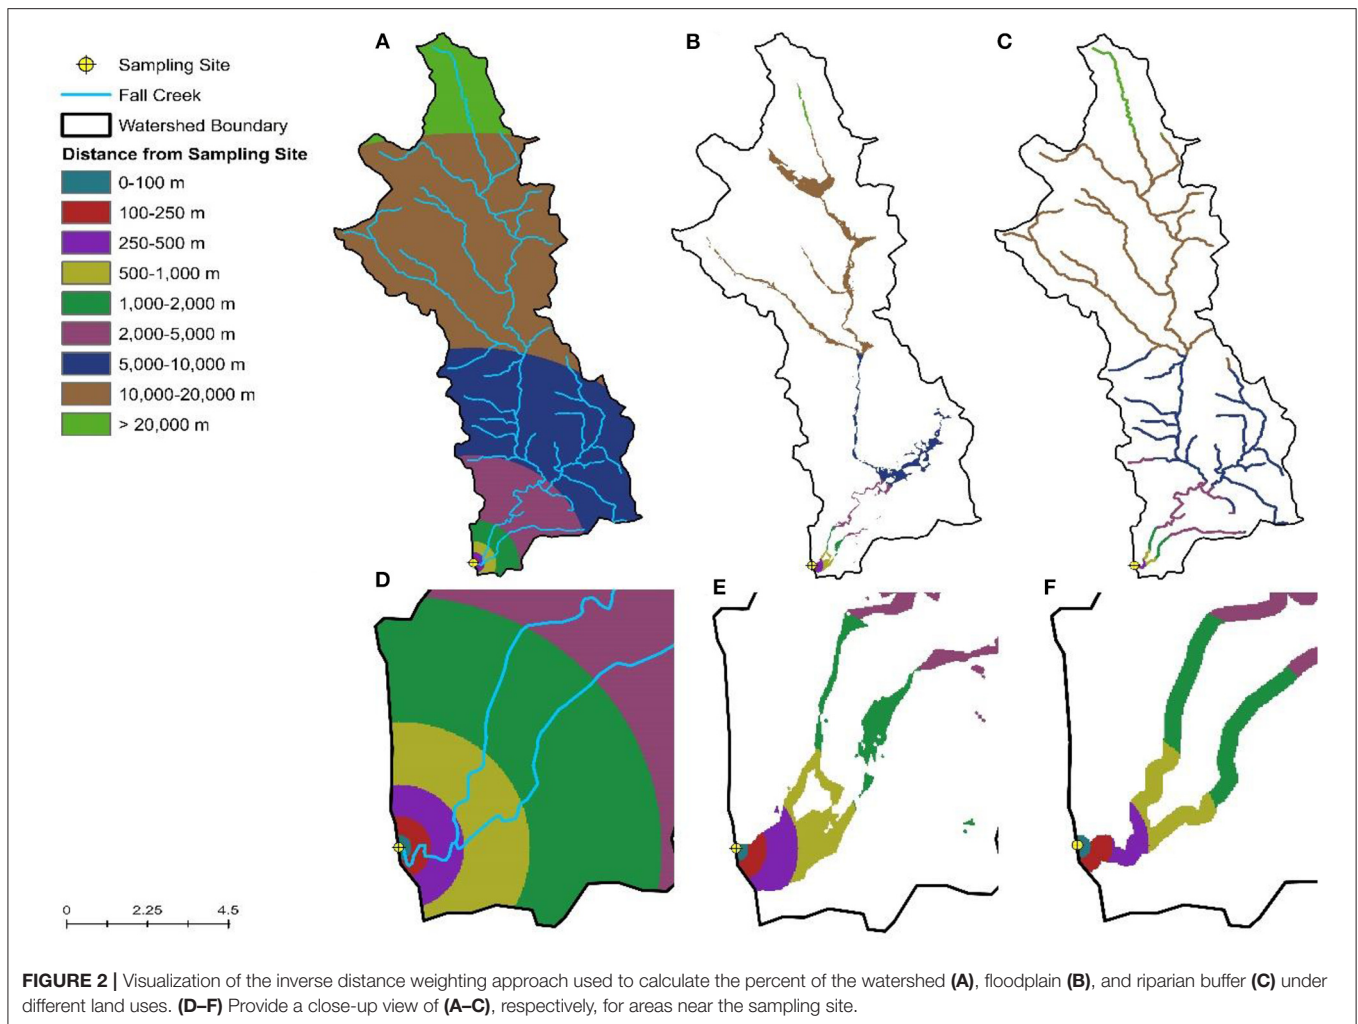 A
B
C
Sampling Site
Fall Creek
Watershed Boundary
Distance from Sampling Site
0-100 m
100-250 m
250-500 m
500-1,000 m
1,000-2,000 m
2,000-5,000 m
5,000-10,000 m
10,000-20,000 m
> 20,000 m
D
E
F
0 2.25 4.5
FIGURE 2 | Visualization of the inverse distance weighting approach used to calculate the percent of the watershed (A), floodplain (B), and riparian buffer (C) under
different land uses. (D–F) Provide a close-up view of (A–C), respectively, for areas near the sampling site.